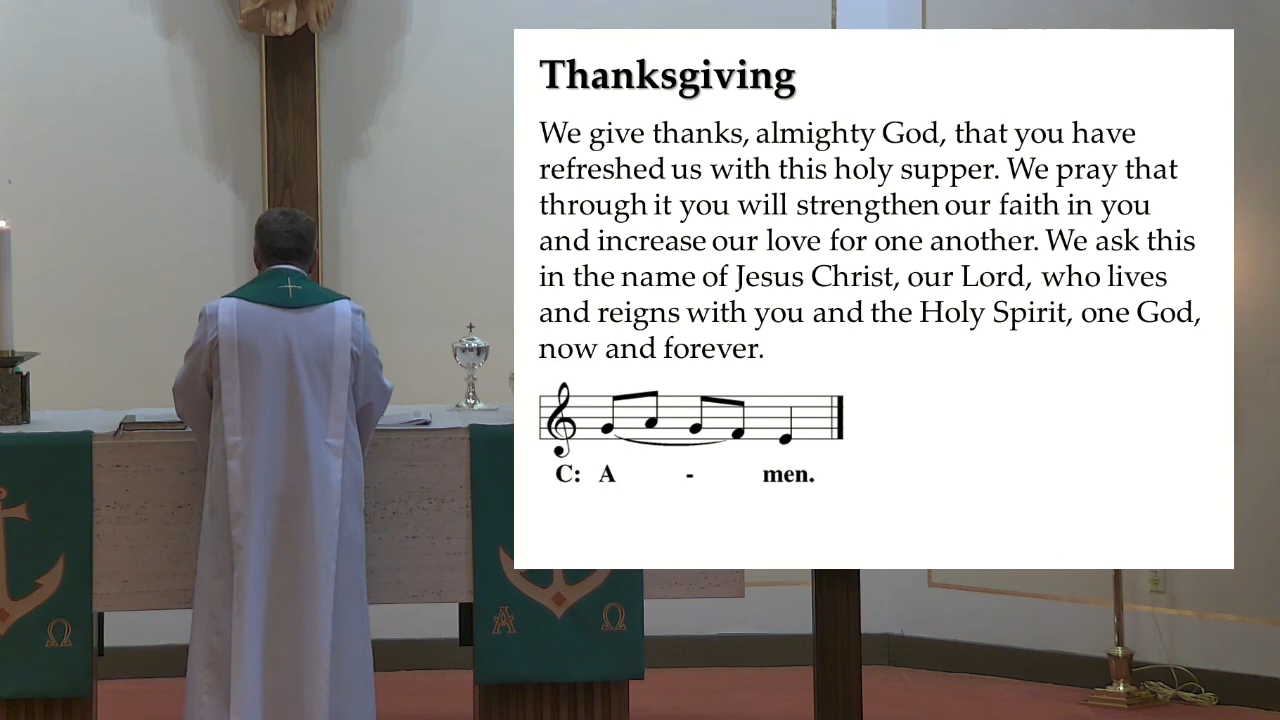 Thanksgiving
We give thanks, almighty God, that you have
refreshed us with this holy supper. We pray that
through it you will strengthen our faith in you
and increase our love for one another. We ask this
in the name of Jesus Christ, our Lord, who lives
and reigns with you and the Holy Spirit, one God,
now and forever.
C: A - men.
Ω
Α Ω